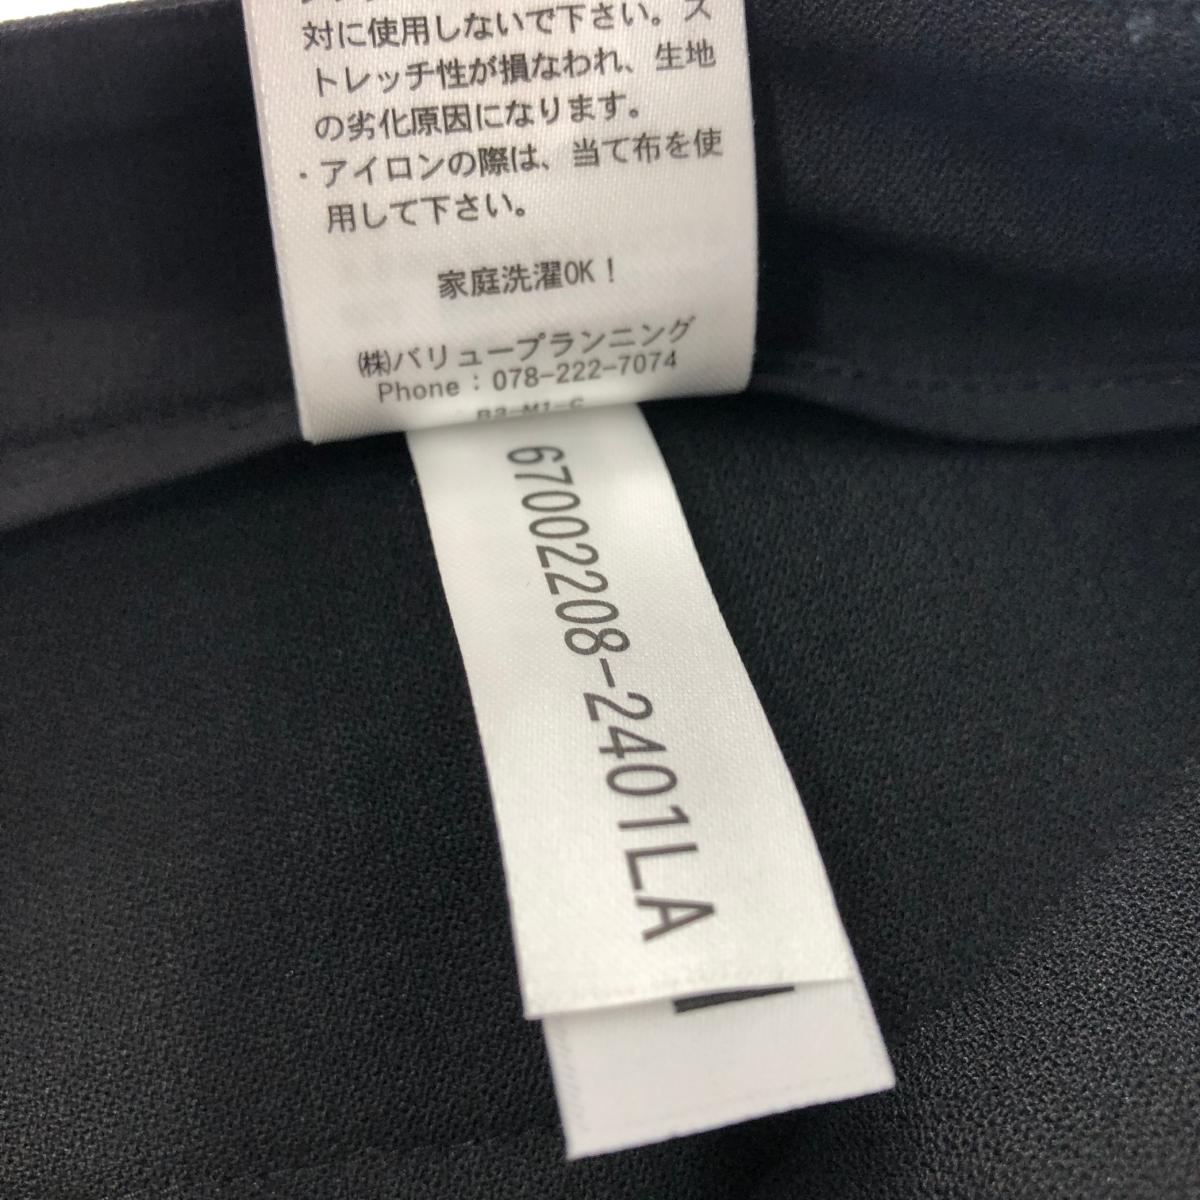 対に使用しないで下さい。ス
トレッチ性が損なわれ、生地
の劣化原因になります。
・アイロンの際は、当て布を使
用して下さい。
家庭洗濯OK！
㈱バリュープランニング
Phone：078-222-7074
67002208-2401LA